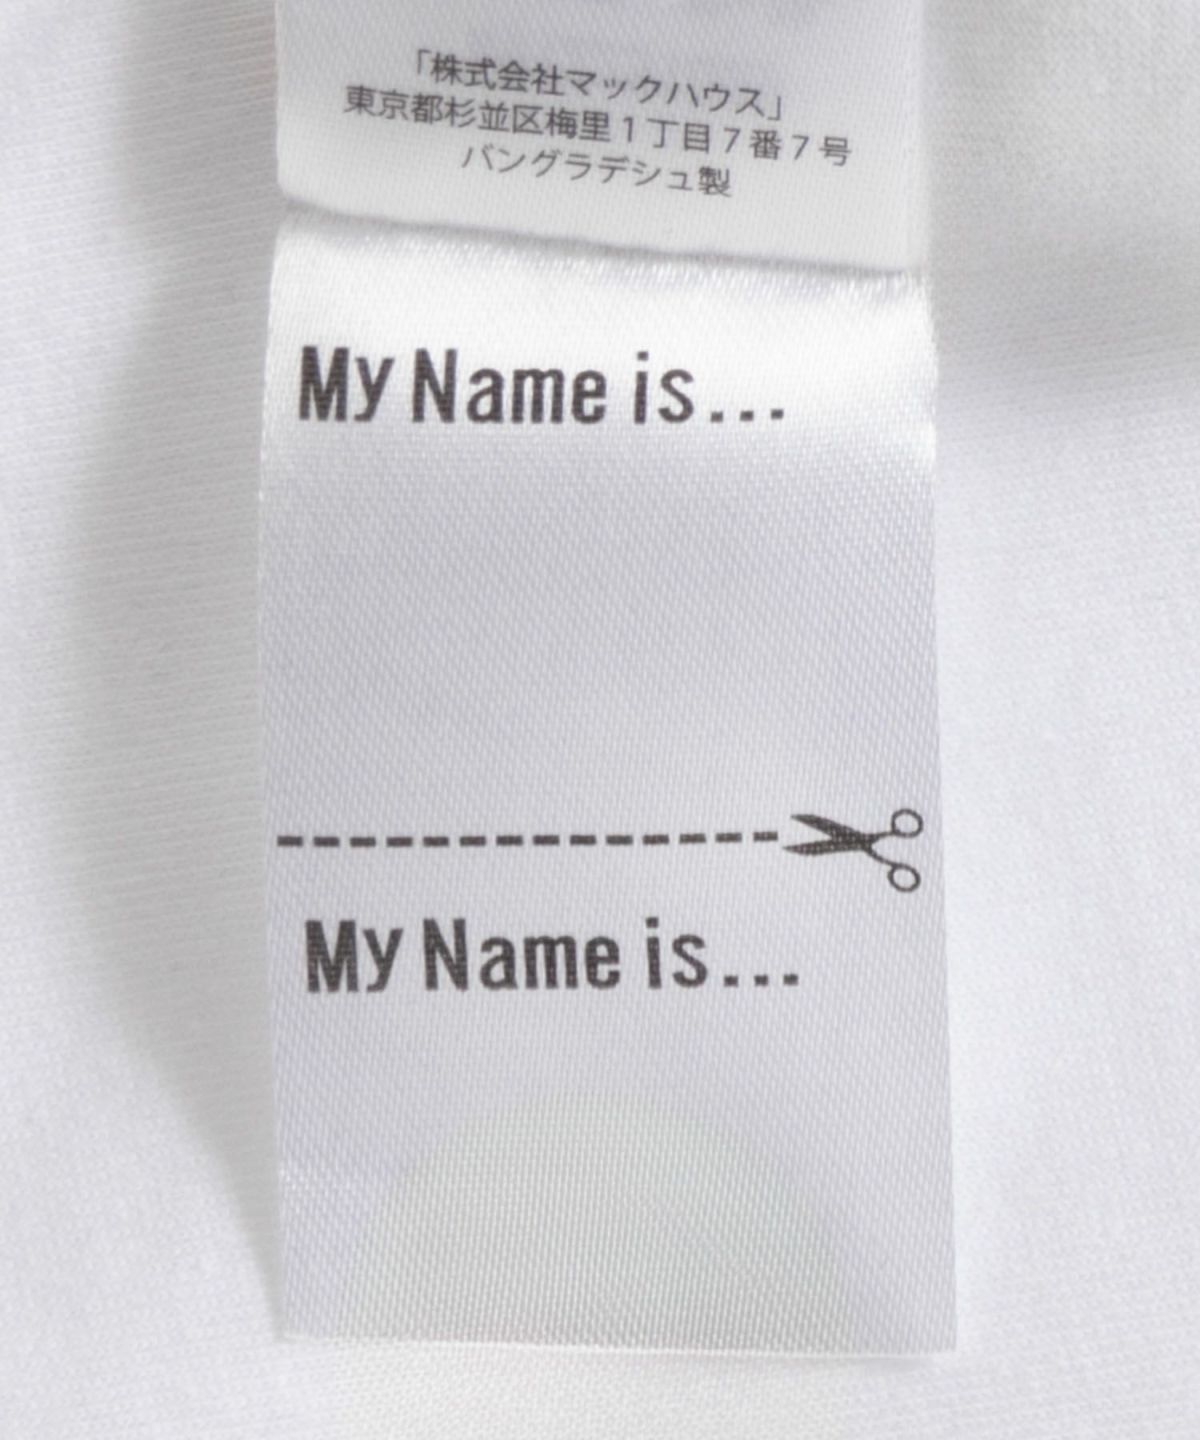 「株式会社マックハウス」
東京都杉並区梅里1丁目7番7号
バングラデシュ製
My Name is...
My Name is...